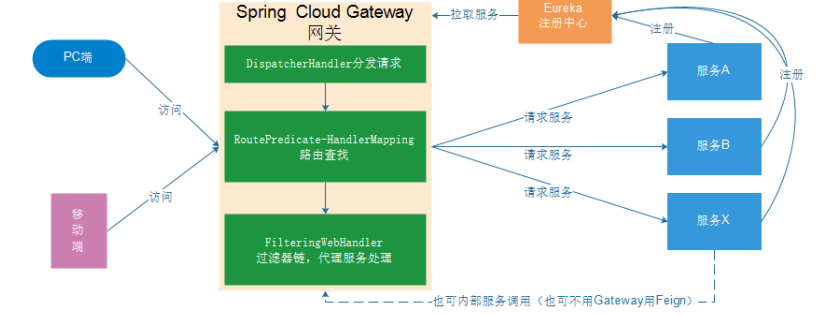 Spring Cloud Gateway
网关
Eureka
注册中心
拉取服务
注册
PC端
DispatcherHandler分发请求
服务A
注册
访问
请求服务
RoutePredicate-HandlerMapping
路由查找
服务B
请求服务
访问
请求服务
移
动
端
服务X
FilteringWebHandler
过滤器链，代理服务处理
也可内部服务调用（也可不用Gateway用Feign）